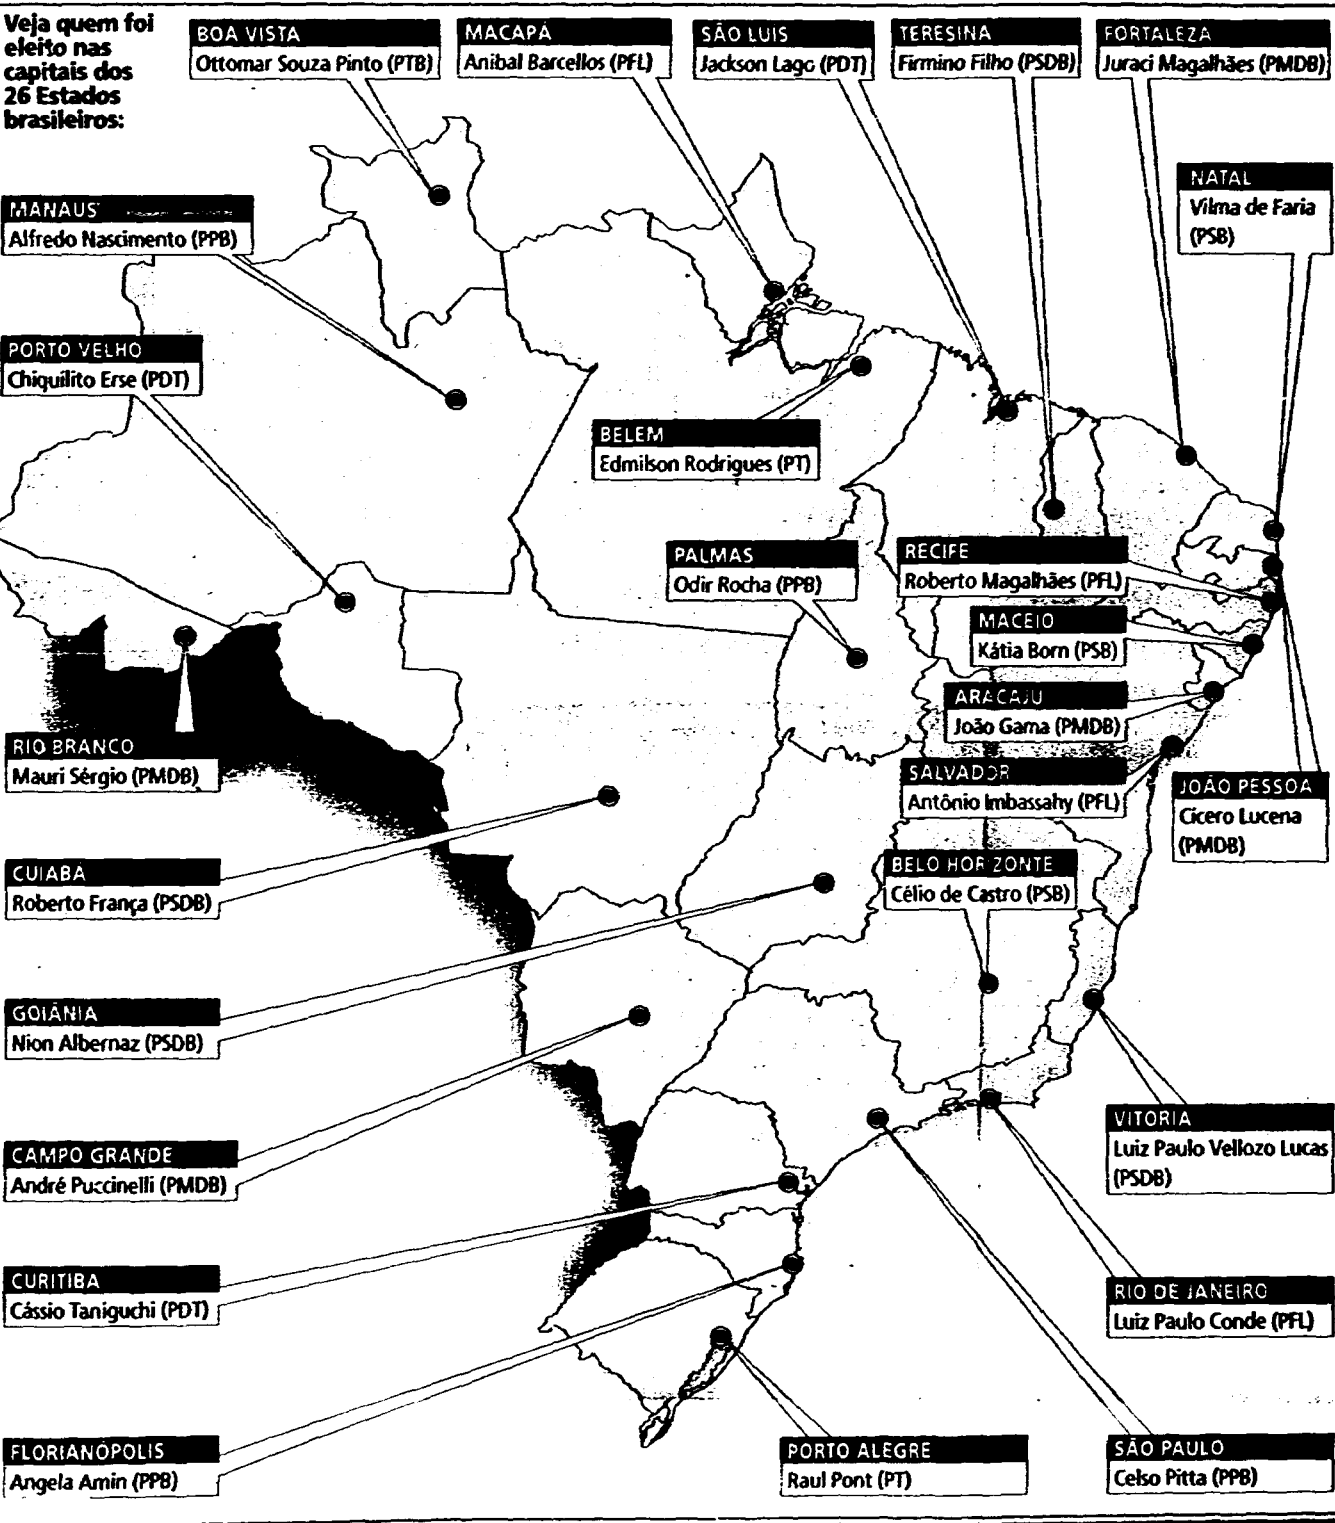 Veja quem foi
eleito nas
capitais dos
26 Estados
brasileiros:
BOA VISTA
Ottomar Souza Pinto (PTB)
MACAPÁ
Anibal Barcellos (PFL)
SÃO LUIS
Jackson Lago (PDT)
TERESINA
Firmino Filho (PSDB)
FORTALEZA
Juraci Magalhães (PMDB)
NATAL
Vilma de Faria
(PSB)
MANAUS
Alfredo Nascimento (PPB)
PORTO VELHO
Chiquilito Erse (PDT)
BELEM
Edmilson Rodrigues (PT)
PALMAS
Odir Rocha (PPB)
RECIFE
Roberto Magalhães (PFL)
MACEIO
Kátia Born (PSB)
ARACAJU
João Gama (PMDB)
RIO BRANCO
Mauri Sérgio (PMDB)
SALVADOR
Antônio Imbassahy (PFL)
JOÃO PESSOA
Cicero Lucena
(PMDB)
CUIABÁ
Roberto França (PSDB)
BELO HORIZONTE
Célio de Castro (PSB)
GOIÂNIA
Nion Albernaz (PSDB)
CAMPO GRANDE
André Puccinelli (PMDB)
VITORIA
Luiz Paulo Vellozo Lucas
(PSDB)
CURITIBA
Cássio Taniguchi (PDT)
RIO DE JANEIRO
Luiz Paulo Conde (PFL)
FLORIANÓPOLIS
Angela Amin (PPB)
PORTO ALEGRE
Raul Pont (PT)
SÃO PAULO
Celso Pitta (PPB)